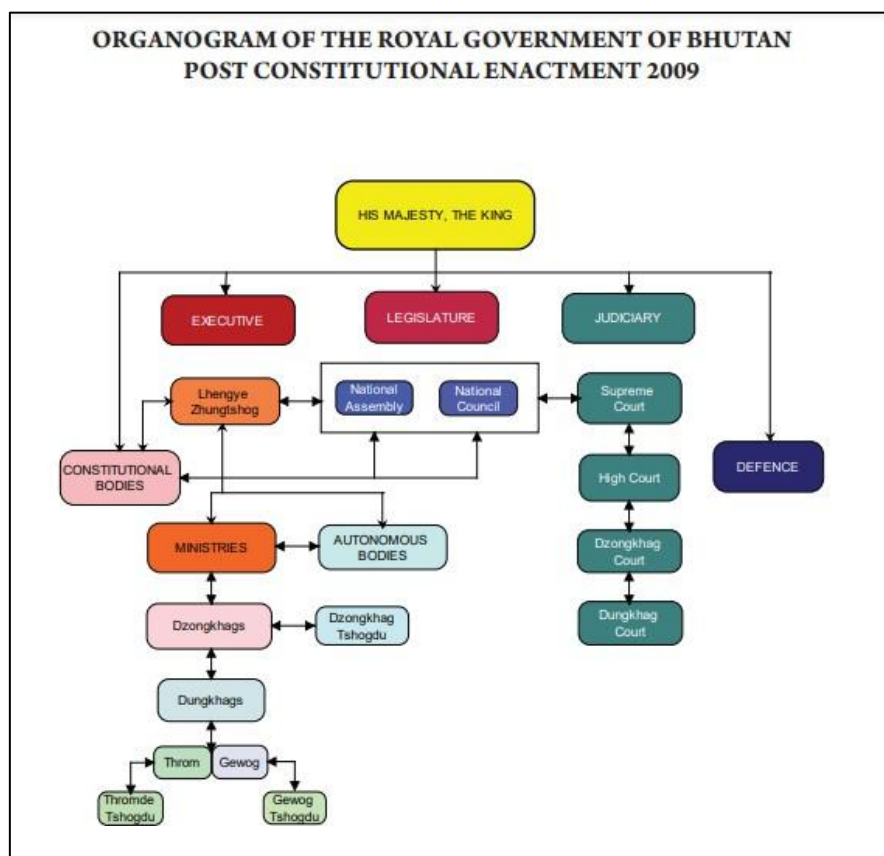 ORGANOGRAM OF THE ROYAL GOVERNMENT OF BHUTAN
POST CONSTITUTIONAL ENACTMENT 2009
HIS MAJESTY, THE KING
EXECUTIVE
LEGISLATURE
JUDICIARY
Lhengye
Zhungtshog
National
Assembly
National
Council
Supreme
Court
CONSTITUTIONAL
BODIES
High Court
DEFENCE
MINISTRIES
AUTONOMOUS
BODIES
Dzongkhag
Court
Dzongkhags
Dzongkhag
Tshogdu
Dungkhag
Court
Dungkhags
Throm
Gewog
Thromde
Tshogdu
Gewog
Tshogdu